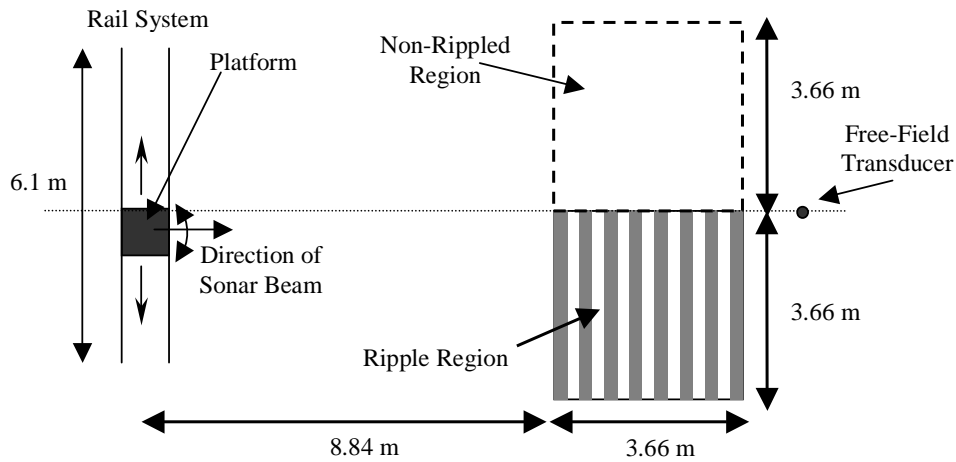 Rail System
Platform
Non-Rippled
Region
3.66 m
Free-Field
Transducer
6.1 m
Direction of
Sonar Beam
3.66 m
Ripple Region
8.84 m
3.66 m